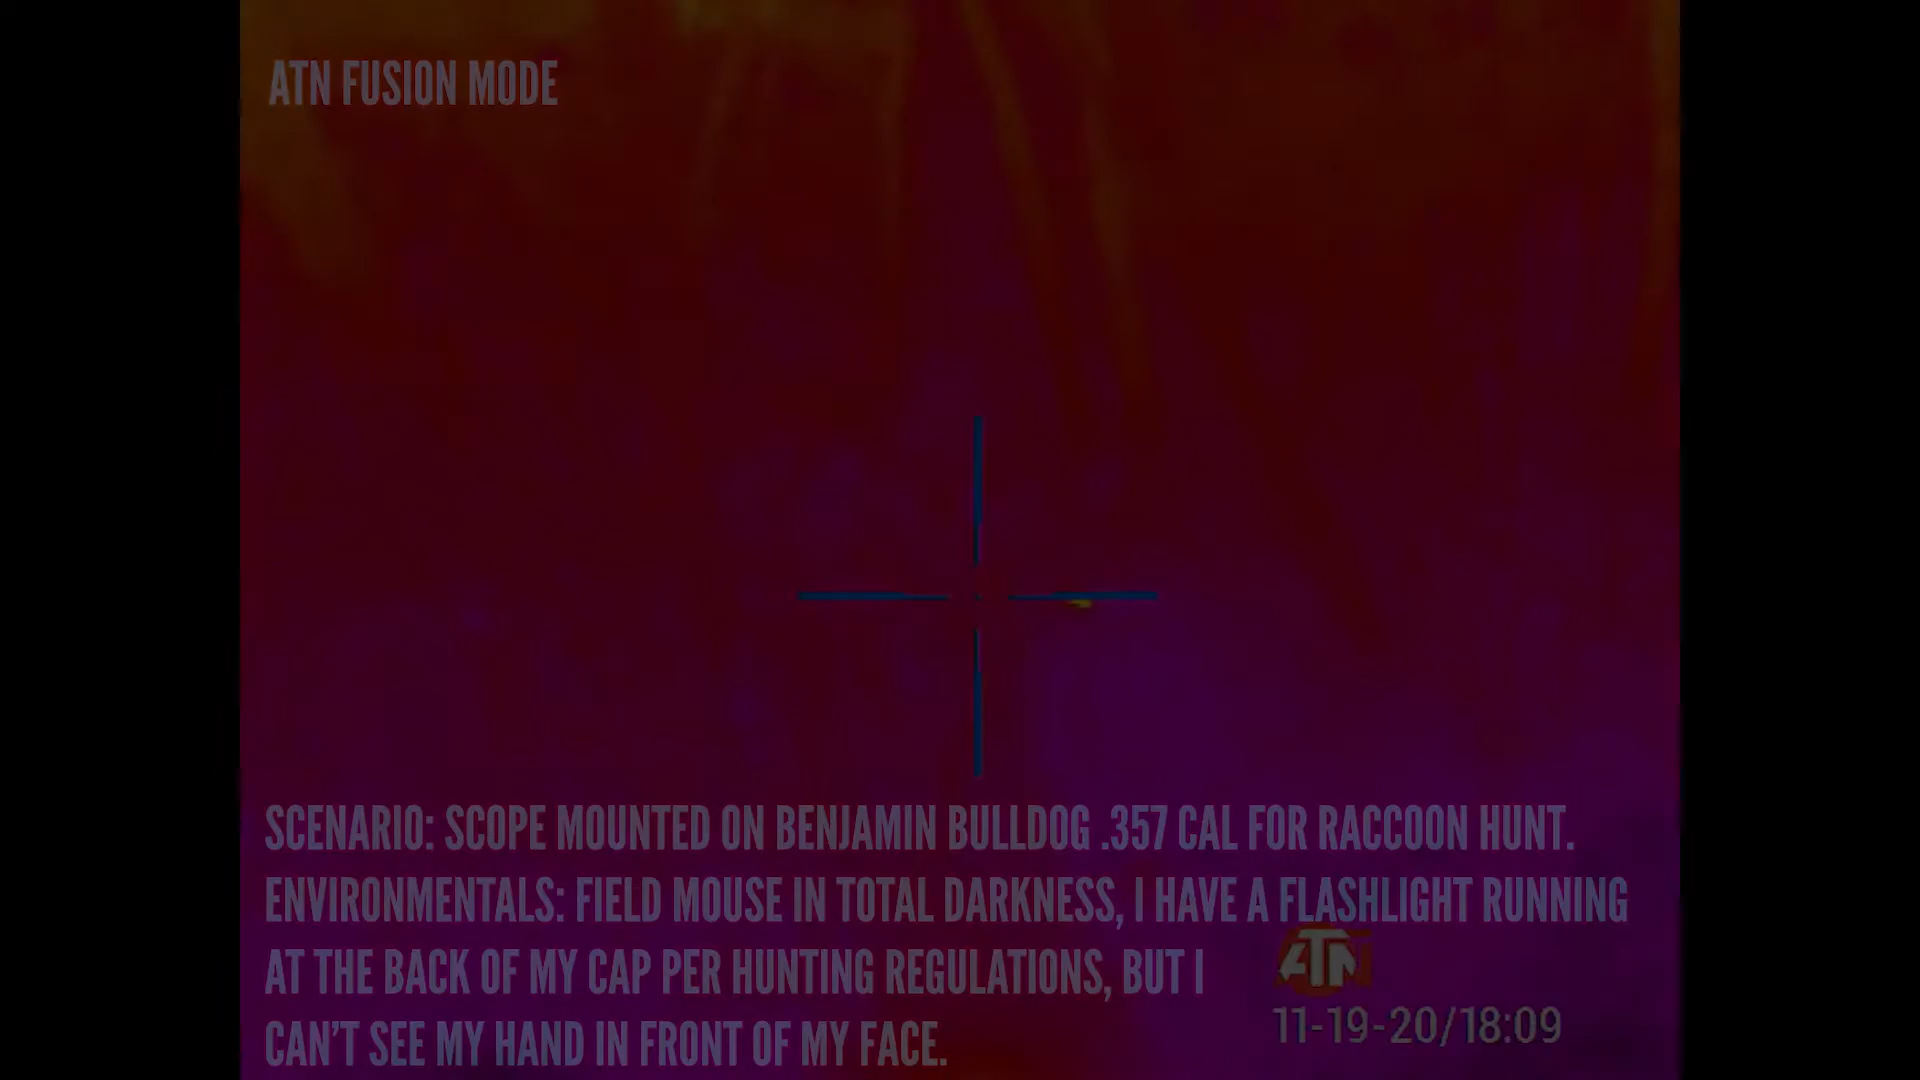 ATN FUSION MODE
SCENARIO: SCOPE MOUNTED ON BENJAMIN BULLDOG .357 CAL FOR RACCOON HUNT.
ENVIRONMENTALS: FIELD MOUSE IN TOTAL DARKNESS, I HAVE A FLASHLIGHT RUNNING
AT THE BACK OF MY CAP PER HUNTING REGULATIONS, BUT I
CAN'T SEE MY HAND IN FRONT OF MY FACE.
ATN
11-19-20/18:09